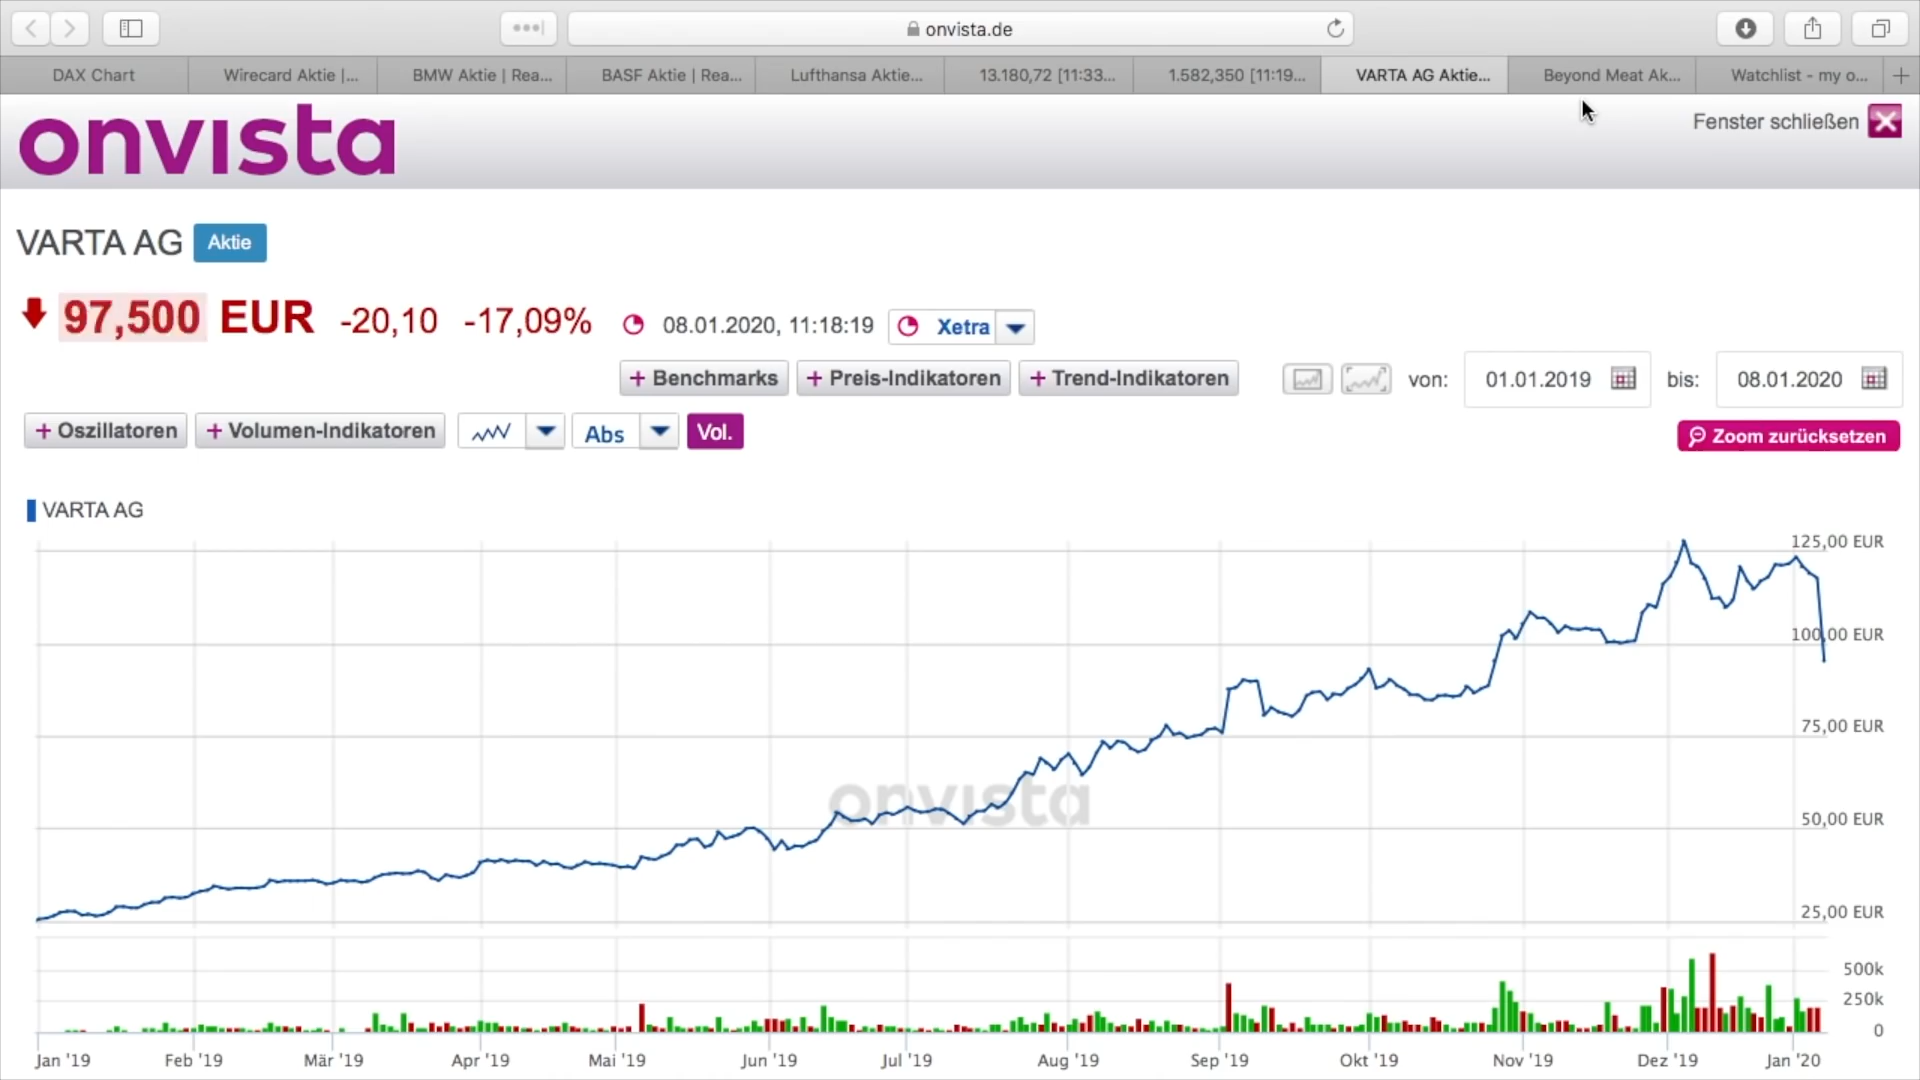 onvista.de
DAX Chart
Wirecard Aktie |...
BMW Aktie | Rea...
BASF Aktie | Rea...
Lufthansa Aktie...
13.180,72 [11:33...
1.582,350 [11:19...
VARTA AG Aktie...
Beyond Meat Ak...
Watchlist - my o...
onvista
Fenster schließen
VARTA AG Aktie
97,500 EUR -20,10 -17,09% 08.01.2020, 11:18:19 Xetra
+ Benchmarks + Preis-Indikatoren + Trend-Indikatoren von: 01.01.2019 bis: 08.01.2020
+ Oszillatoren + Volumen-Indikatoren Abs Vol. Zoom zurücksetzen
VARTA AG
125,00 EUR
100,00 EUR
75,00 EUR
onvista
50,00 EUR
25,00 EUR
500k
250k
0
Jan '19 Feb '19 Mär '19 Apr '19 Mai '19 Jun '19 Jul '19 Aug '19 Sep '19 Okt '19 Nov '19 Dez '19 Jan '20